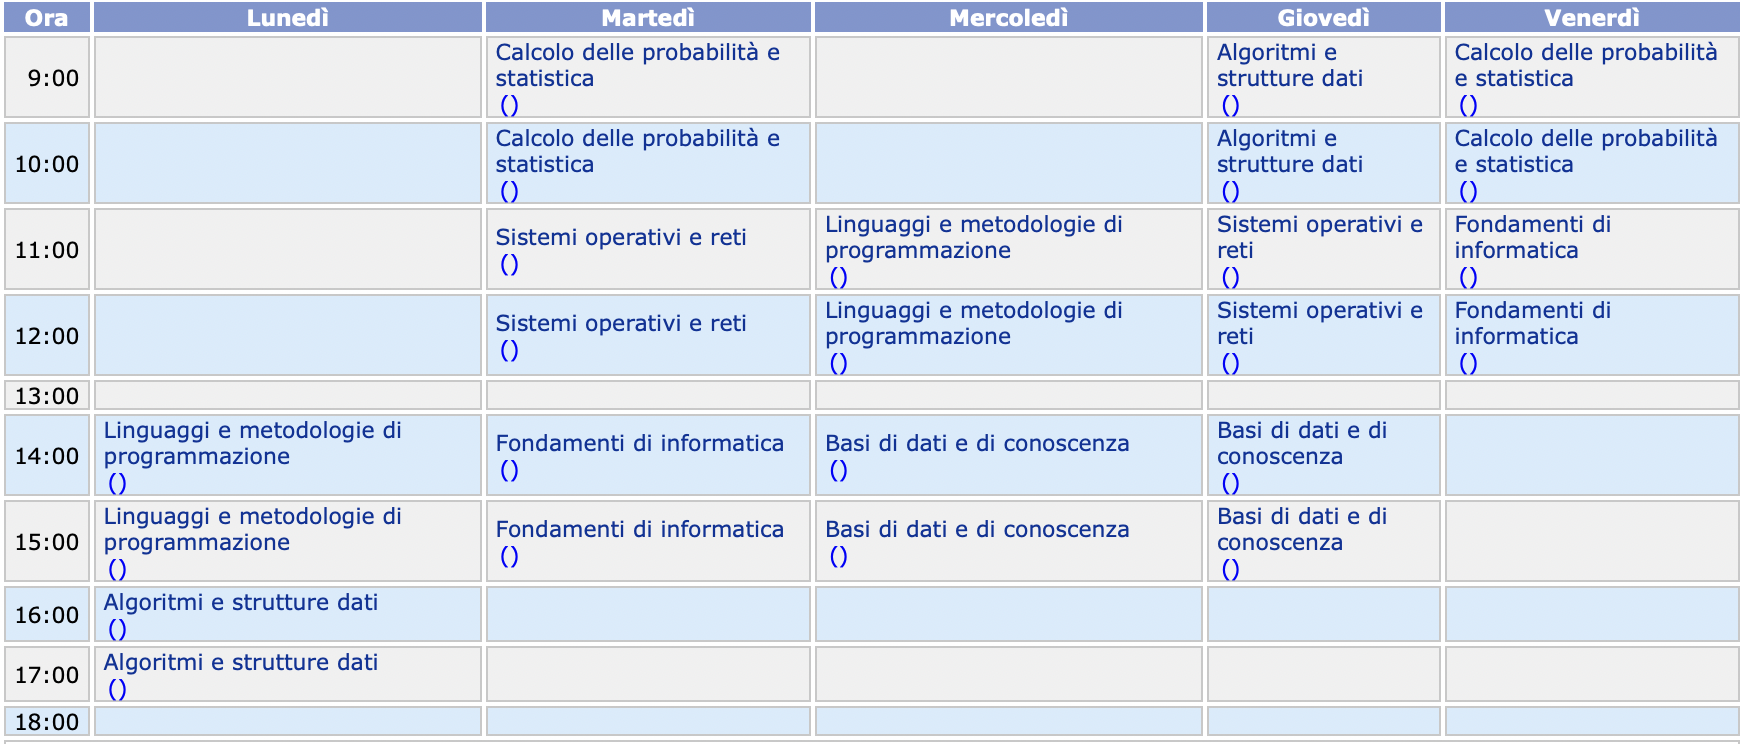 Ora Lunedì Martedì Mercoledì Giovedì Venerdì
9:00
Calcolo delle probabilità e
statistica
()
Algoritmi e
strutture dati
()
Calcolo delle probabilità
e statistica
()
10:00
Calcolo delle probabilità e
statistica
()
Algoritmi e
strutture dati
()
Calcolo delle probabilità
e statistica
()
11:00
Sistemi operativi e reti
()
Linguaggi e metodologie di
programmazione
()
Sistemi operativi e
reti
()
Fondamenti di
informatica
()
12:00
Sistemi operativi e reti
()
Linguaggi e metodologie di
programmazione
()
Sistemi operativi e
reti
()
Fondamenti di
informatica
()
13:00
14:00
Linguaggi e metodologie di
programmazione
()
Fondamenti di informatica
()
Basi di dati e di conoscenza
()
Basi di dati e di
conoscenza
()
15:00
Linguaggi e metodologie di
programmazione
()
Fondamenti di informatica
()
Basi di dati e di conoscenza
()
Basi di dati e di
conoscenza
()
16:00
Algoritmi e strutture dati
()
17:00
Algoritmi e strutture dati
()
18:00